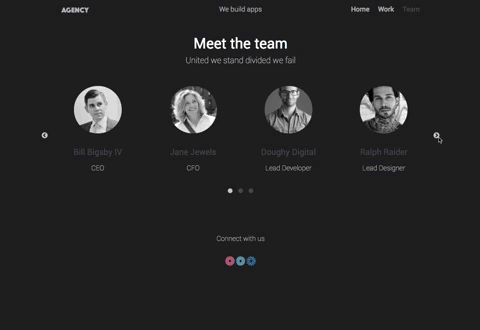 AGENCY
We build apps
Home Work Team
Meet the team
United we stand divided we fail
Bill Bigsby IV
CEO
Jane Jewels
CFO
Doughy Digital
Lead Developer
Ralph Raider
Lead Designer
Connect with us